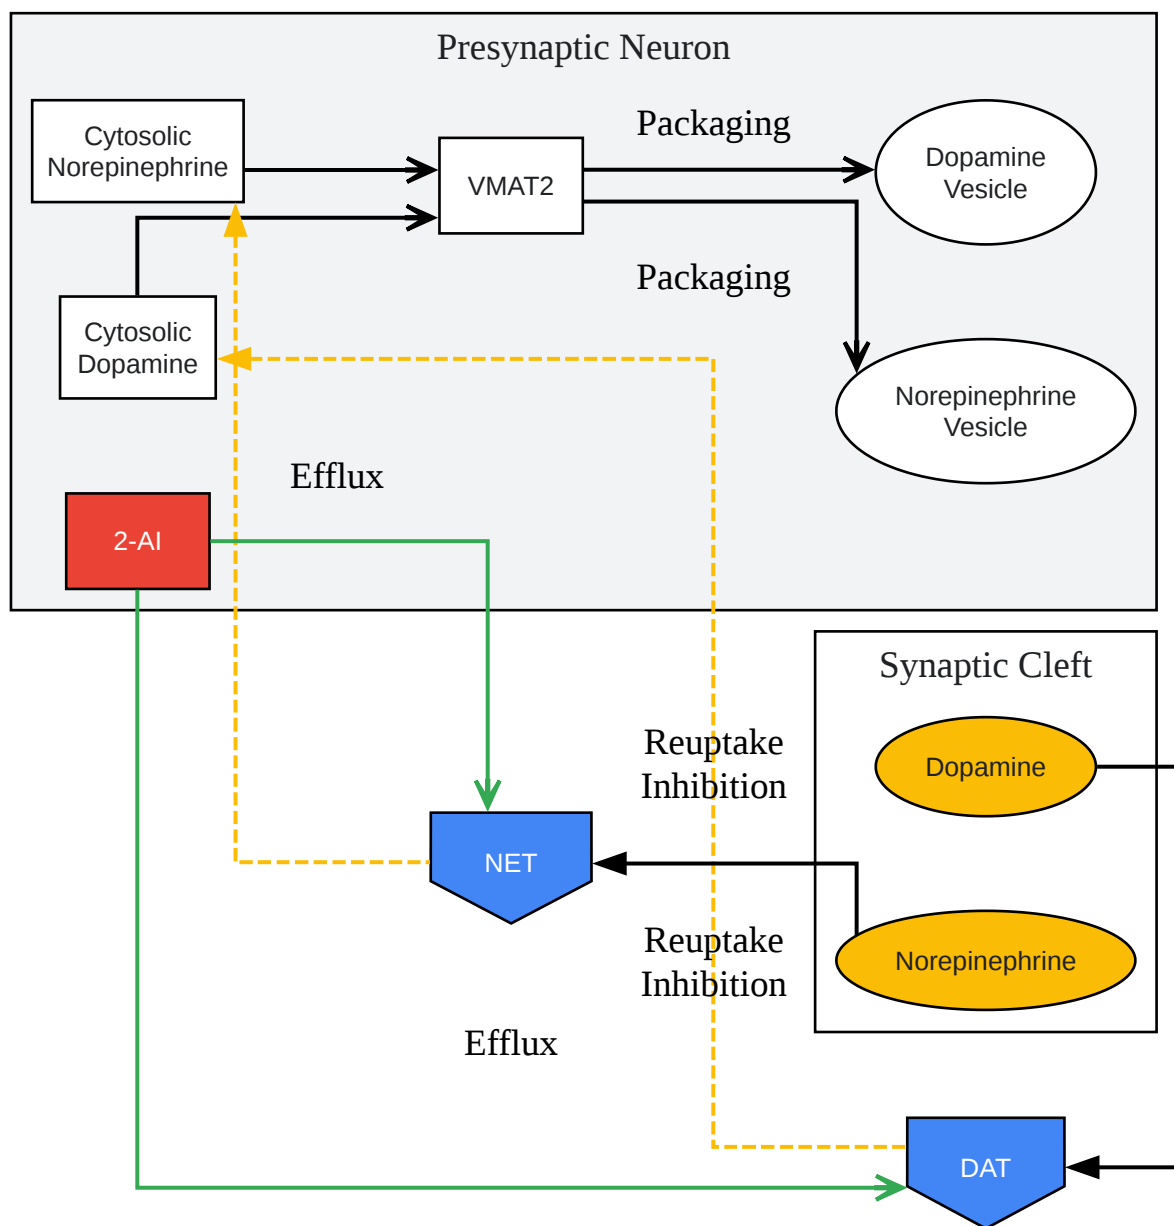 Presynaptic Neuron
Cytosolic
Norepinephrine
VMAT2
Packaging
Dopamine
Vesicle
Packaging
Cytosolic
Dopamine
Norepinephrine
Vesicle
Efflux
2-AI
Synaptic Cleft
Reuptake
Inhibition
Dopamine
NET
Reuptake
Inhibition
Norepinephrine
Efflux
DAT